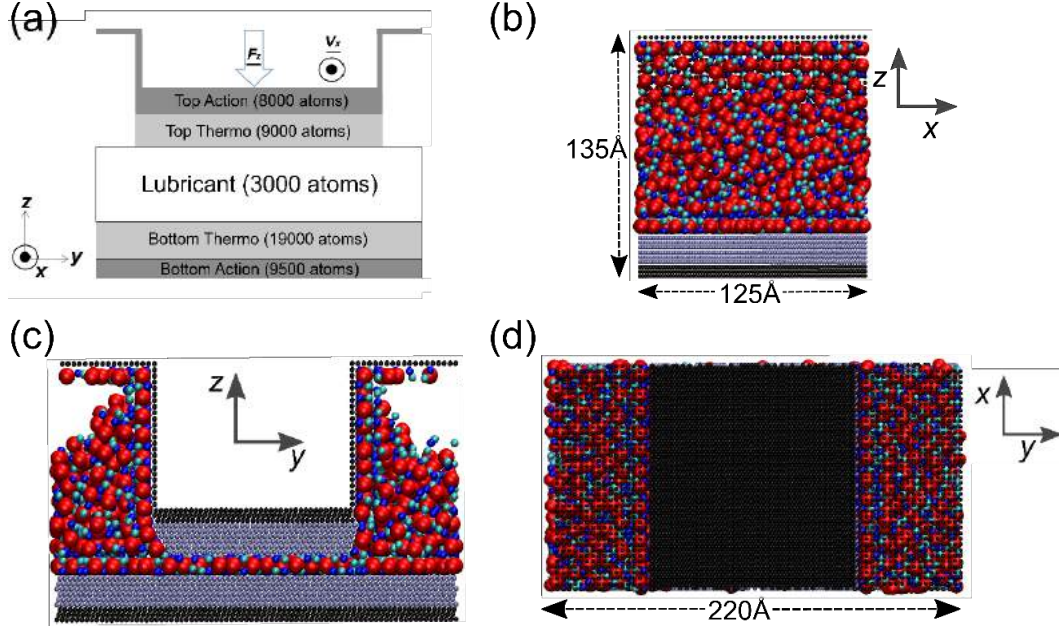 (a)
F_z
V_x
Top Action (8000 atoms)
Top Thermo (9000 atoms)
Lubricant (3000 atoms)
Bottom Thermo (19000 atoms)
Bottom Action (9500 atoms)
z
y
x
(b)
z
x
135Å
125Å
(c)
z
y
(d)
x
y
220Å